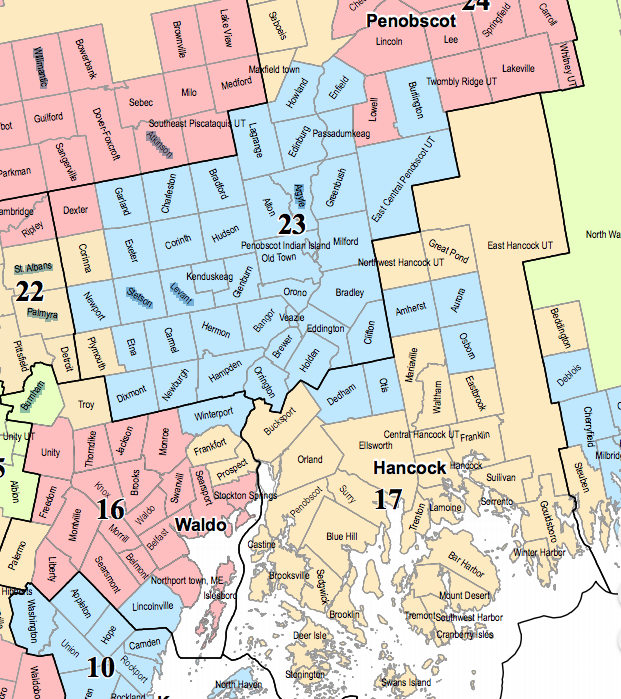 24
Penobscot
Che
Seboeis
Lake View
Brownville
Bowerbank
Willimantic
Lincoln
Lee
Springfield
Carroll
Whitney UT
Maxfield town
Medford
Milo
Sebec
Howland
Enfield
Twombly Ridge UT
Lakeville
Burlington
Lowell
bot
Guilford
Dover-Foxcroft
Southeast Piscataquis UT
Atkinson
Lagrange
Edinburg
Passadumkeag
Parkman
Sangerville
East Central Penobscot UT
ambridge
Ripley
Dexter
Garland
Charleston
Bradford
Alton
Argyle
Greenbush
23
North Wa
Corinna
Exeter
Corinth
Hudson
Penobscot Indian Island
Old Town
Milford
Great Pond
East Hancock UT
Northwest Hancock UT
St. Albans
22
Palmyra
Newport
Stetson
Levant
Kenduskeag
Glenburn
Orono
Bradley
Amherst
Aurora
Beddington
Pittsfield
Detroit
Plymouth
Etna
Carmel
Hermon
Bangor
Veazie
Eddington
Brewer
Holden
Clifton
Mariaville
Osborn
Deblois
Burnham
Troy
Dixmont
Newburgh
Hampden
Orrington
Dedham
Otis
Waltham
Eastbrook
Cherryfield
Milbrid
Unity UT
Unity
Thorndike
Jackson
Monroe
Winterport
Frankfort
Bucksport
Central Hancock UT
Franklin
Ellsworth
5
Albion
Freedom
Knox
Brooks
Swanville
Prospect
Searsport
Stockton Springs
Orland
Hancock
Hancock
17
Sullivan
Steuben
16
Montville
Morrill
Waldo
Belfast
Waldo
Penobscot
Surry
Trenton
Lamoine
Sorrento
Gouldsboro
Winter Harbor
Palermo
Liberty
Searsmont
Belmont
Northport town, ME
Islesboro
Castine
Blue Hill
Bar Harbor
Brooksville
Sedgwick
Mount Desert
Washington
Appleton
Lincolnville
Hope
Camden
Union
Rockport
10
Brooklin
Tremont
Southwest Harbor
Cranberry Isles
Deer Isle
Stonington
Swans Island
North Haven
Waldobo
Rockland